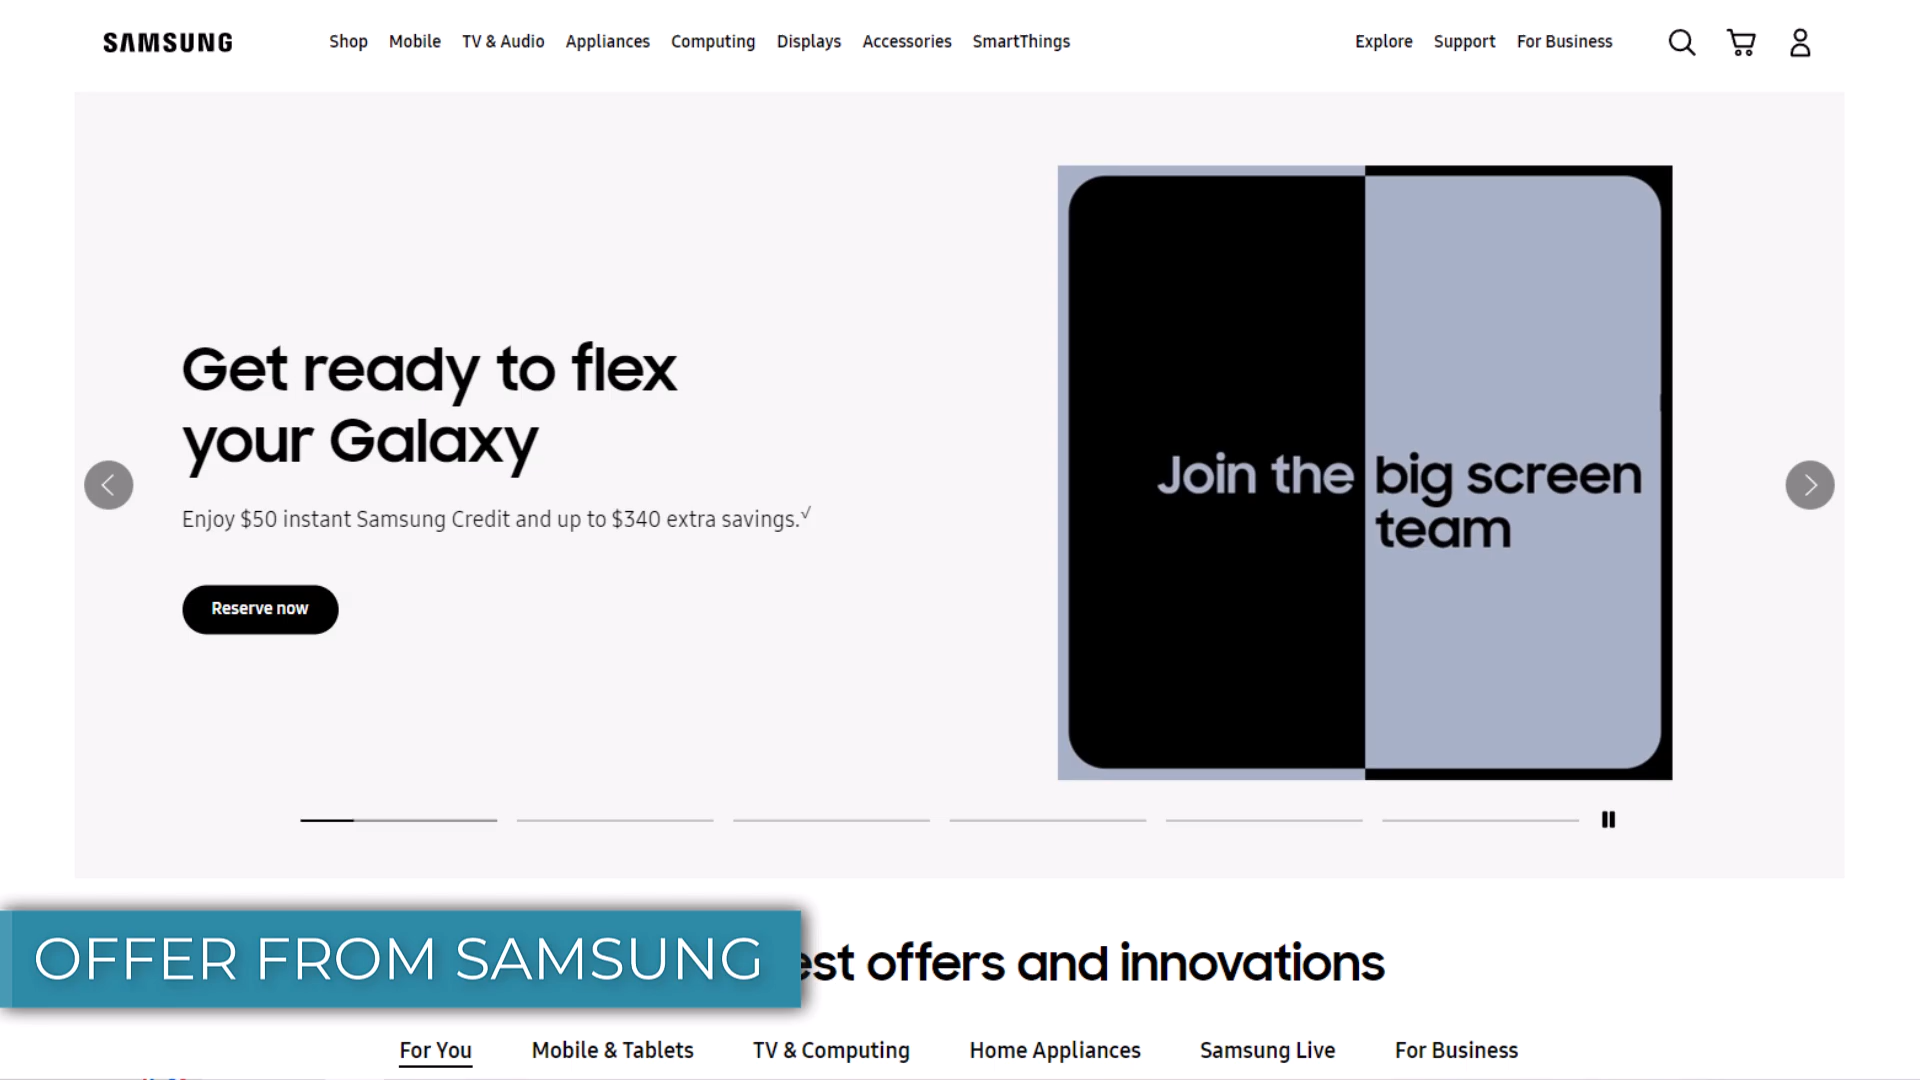 SAMSUNG
Shop Mobile TV & Audio Appliances Computing Displays Accessories SmartThings
Explore Support For Business
Get ready to flex
your Galaxy
Enjoy $50 instant Samsung Credit and up to $340 extra savings.√
Reserve now
Join the big screen
team
OFFER FROM SAMSUNG
offers and innovations
For You Mobile & Tablets TV & Computing Home Appliances Samsung Live For Business